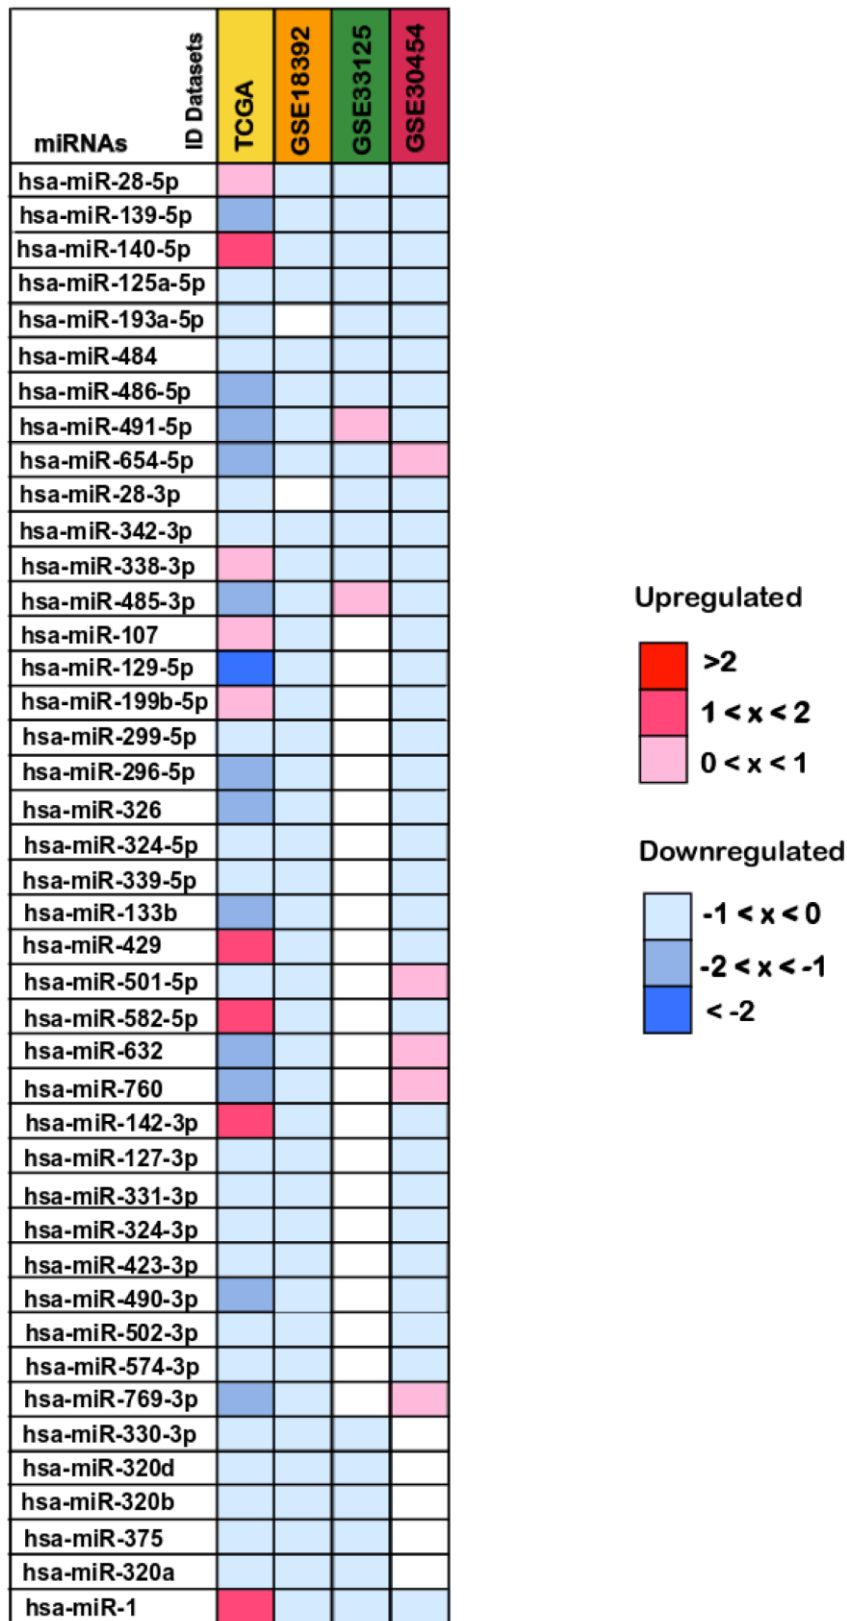 miRNAs
ID Datasets
TCGA
GSE18392
GSE33125
GSE30454
hsa-miR-28-5p
hsa-miR-139-5p
hsa-miR-140-5p
hsa-miR-125a-5p
hsa-miR-193a-5p
hsa-miR-484
hsa-miR-486-5p
hsa-miR-491-5p
hsa-miR-654-5p
hsa-miR-28-3p
hsa-miR-342-3p
hsa-miR-338-3p
hsa-miR-485-3p
hsa-miR-107
hsa-miR-129-5p
hsa-miR-199b-5p
hsa-miR-299-5p
hsa-miR-296-5p
hsa-miR-326
hsa-miR-324-5p
hsa-miR-339-5p
hsa-miR-133b
hsa-miR-429
hsa-miR-501-5p
hsa-miR-582-5p
hsa-miR-632
hsa-miR-760
hsa-miR-142-3p
hsa-miR-127-3p
hsa-miR-331-3p
hsa-miR-324-3p
hsa-miR-423-3p
hsa-miR-490-3p
hsa-miR-502-3p
hsa-miR-574-3p
hsa-miR-769-3p
hsa-miR-330-3p
hsa-miR-320d
hsa-miR-320b
hsa-miR-375
hsa-miR-320a
hsa-miR-1
Upregulated
>2
1 < x < 2
0 < x < 1
Downregulated
-1 < x < 0
-2 < x < -1
< -2